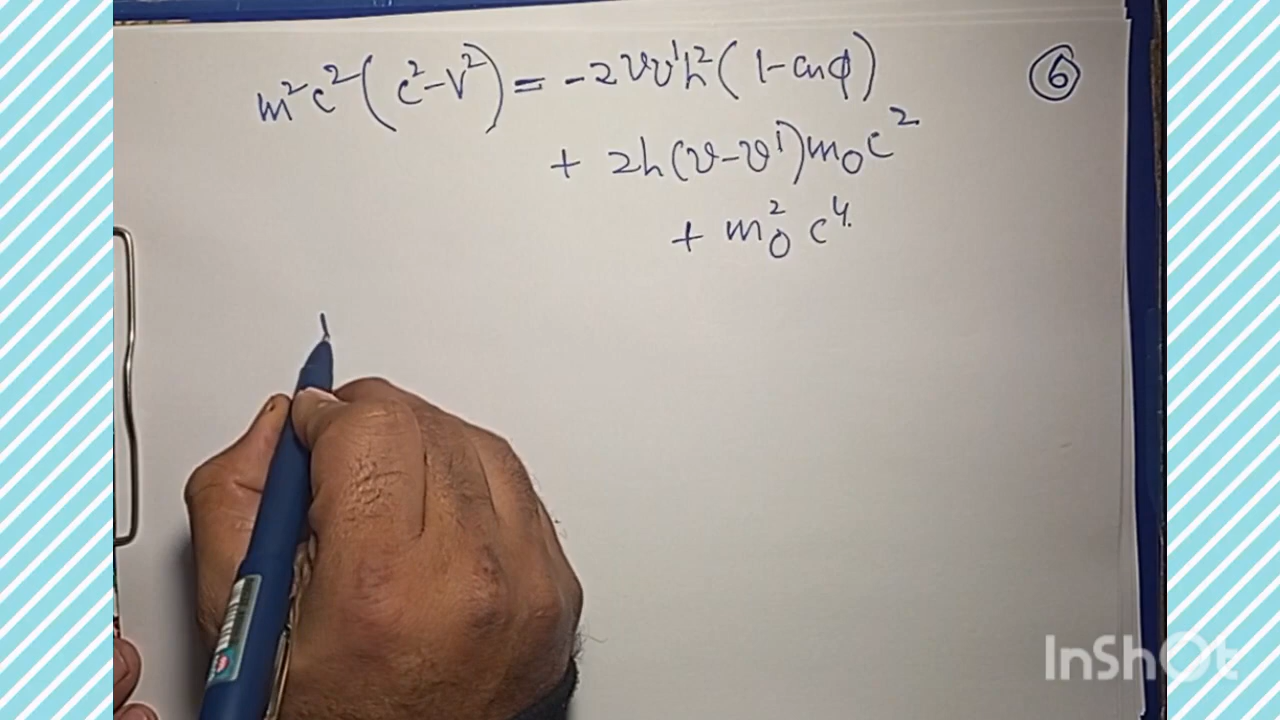 m²c²(c²-v²) = -2νν'h²(1-cosφ)
⑥
+ 2h(ν-ν')m₀c²
+ m₀²c⁴.
InShOt